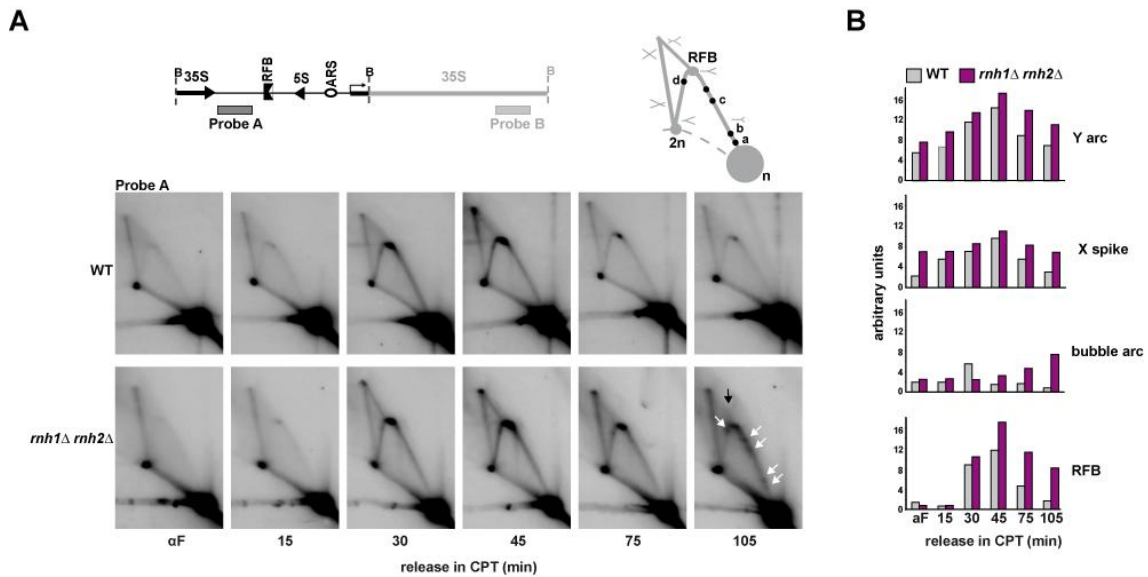 A
B
B
35S
RFB
5S
ARS
B
35S
B
Probe A
Probe B
RFB
d
c
b
a
2n
n
Probe A
WT
rnh1Δ rnh2Δ
αF 15 30 45 75 105
release in CPT (min)
WT rnh1Δ rnh2Δ
16
12
8
4
0
Y arc
16
12
8
4
0
X spike
arbitrary units
16
12
8
4
0
bubble arc
16
12
8
4
0
RFB
aF 15 30 45 75 105
release in CPT (min)